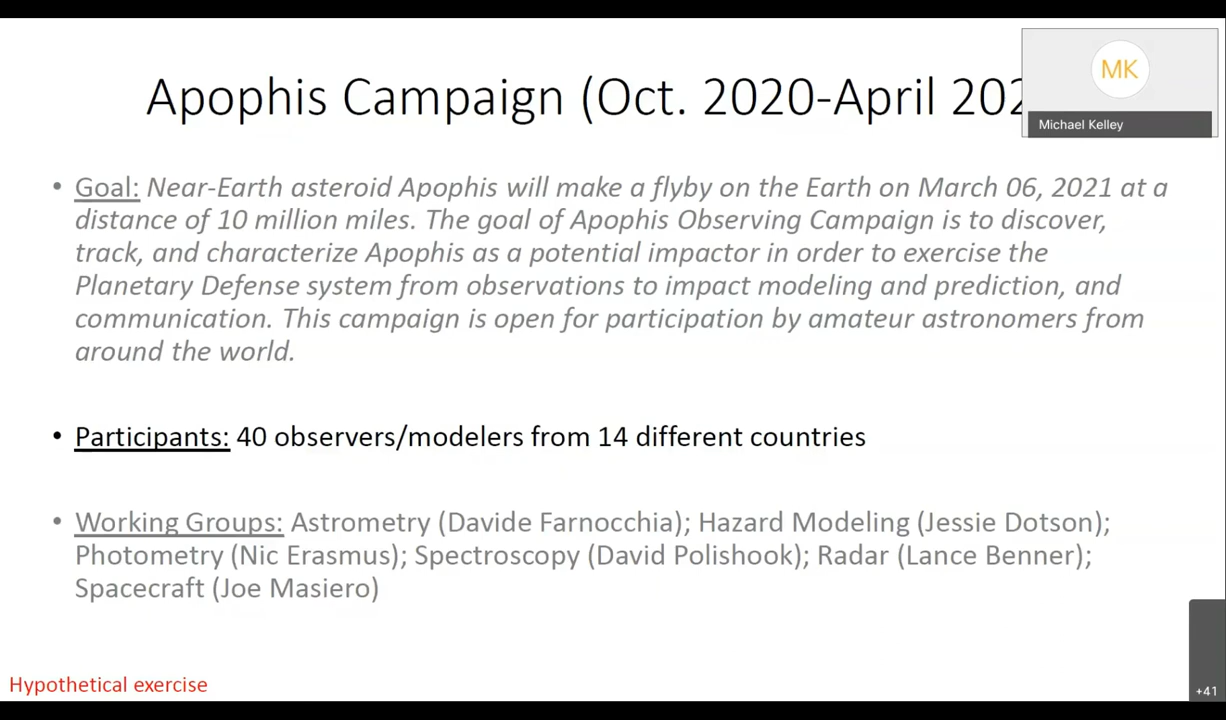 Apophis Campaign (Oct. 2020-April 202
MK
Michael Kelley
• Goal: Near-Earth asteroid Apophis will make a flyby on the Earth on March 06, 2021 at a
distance of 10 million miles. The goal of Apophis Observing Campaign is to discover,
track, and characterize Apophis as a potential impactor in order to exercise the
Planetary Defense system from observations to impact modeling and prediction, and
communication. This campaign is open for participation by amateur astronomers from
around the world.
• Participants: 40 observers/modelers from 14 different countries
• Working Groups: Astrometry (Davide Farnocchia); Hazard Modeling (Jessie Dotson);
Photometry (Nic Erasmus); Spectroscopy (David Polishook); Radar (Lance Benner);
Spacecraft (Joe Masiero)
Hypothetical exercise
+41